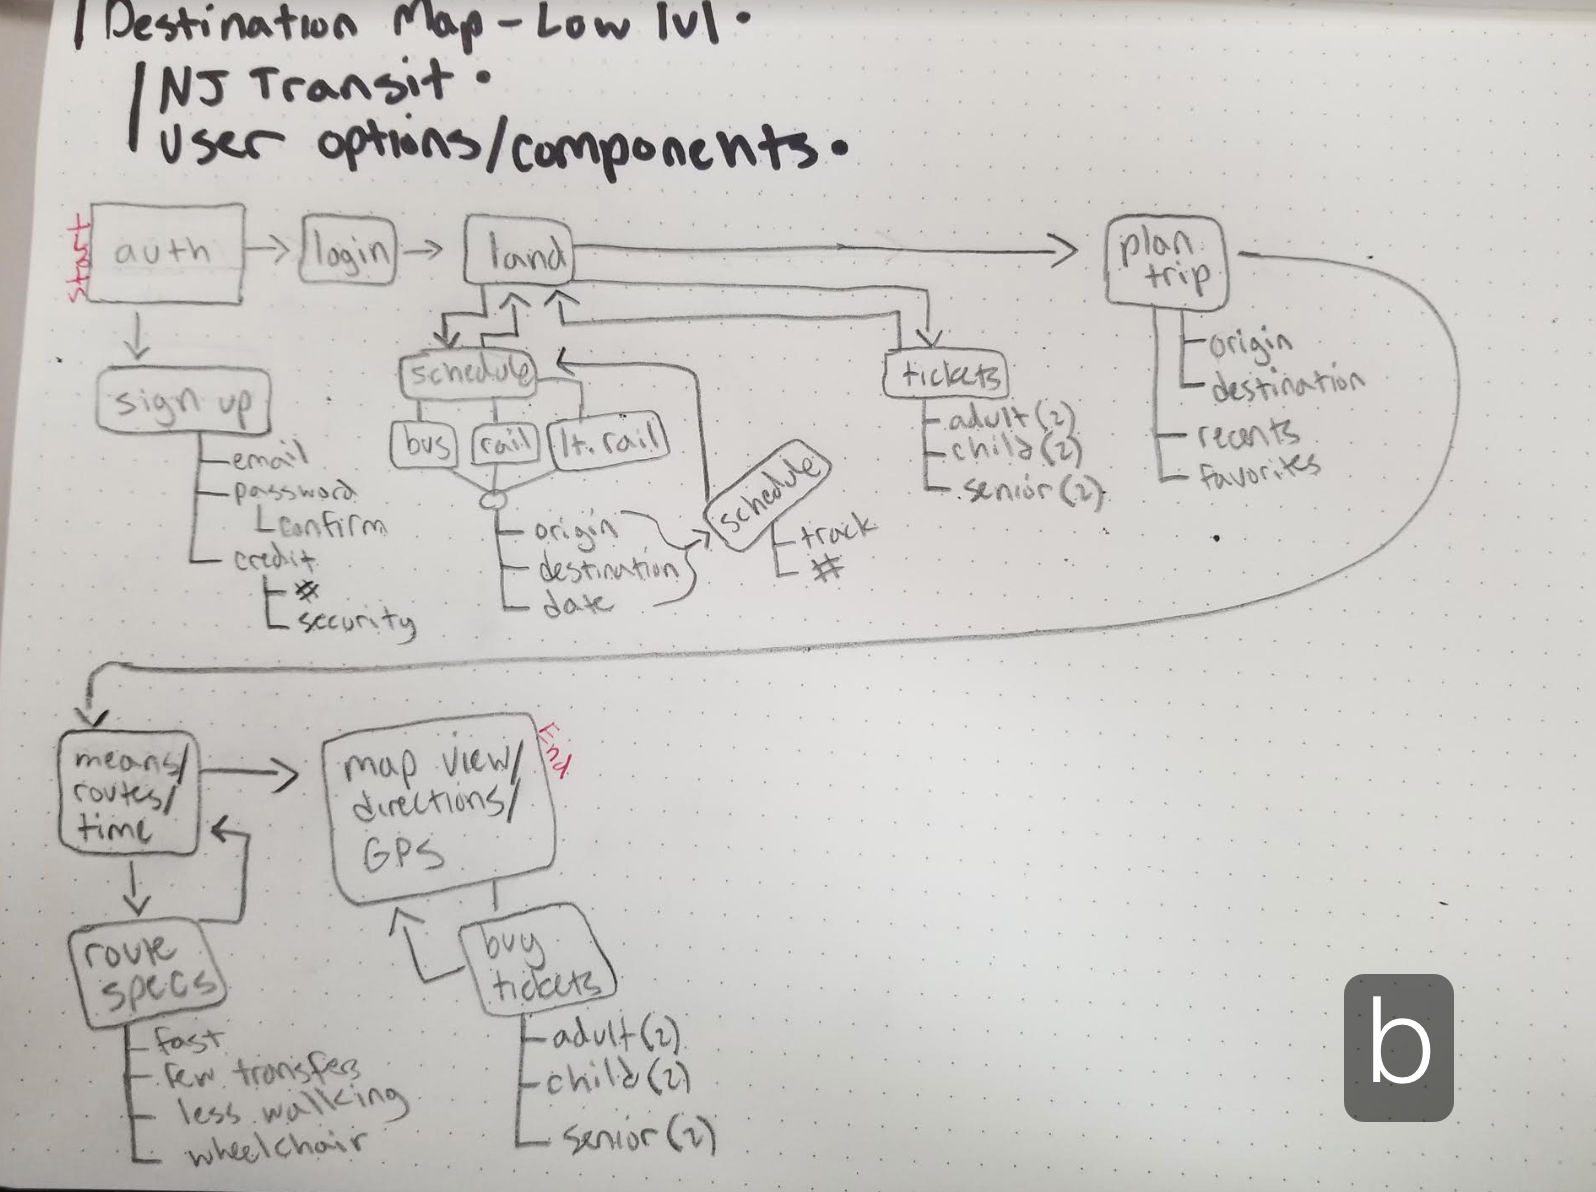 Destination Map - Low lvl.
NJ Transit.
User options/components.
Start
auth
login
land
plan
trip
origin
destination
recents
favorites
sign up
email
password
confirm
credit
#
security
schedule
bus
rail
lt. rail
origin
destination
date
schedule
track
#
tickets
adult (2)
child (2)
senior (2)
means/
routes/
time
route
specs
fast
few transfers
less walking
wheelchair
map view/
directions/
GPS
End
buy
tickets
adult (2)
child (2)
senior (2)
b